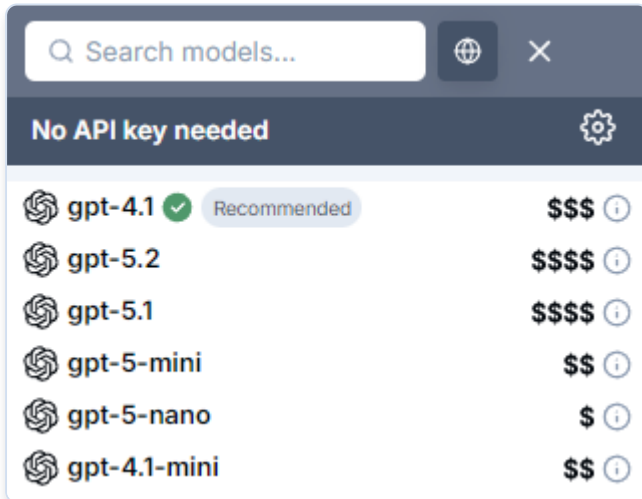 Search models...
No API key needed
gpt-4.1 Recommended $$$
gpt-5.2 $$$$
gpt-5.1 $$$$
gpt-5-mini $$
gpt-5-nano $
gpt-4.1-mini $$